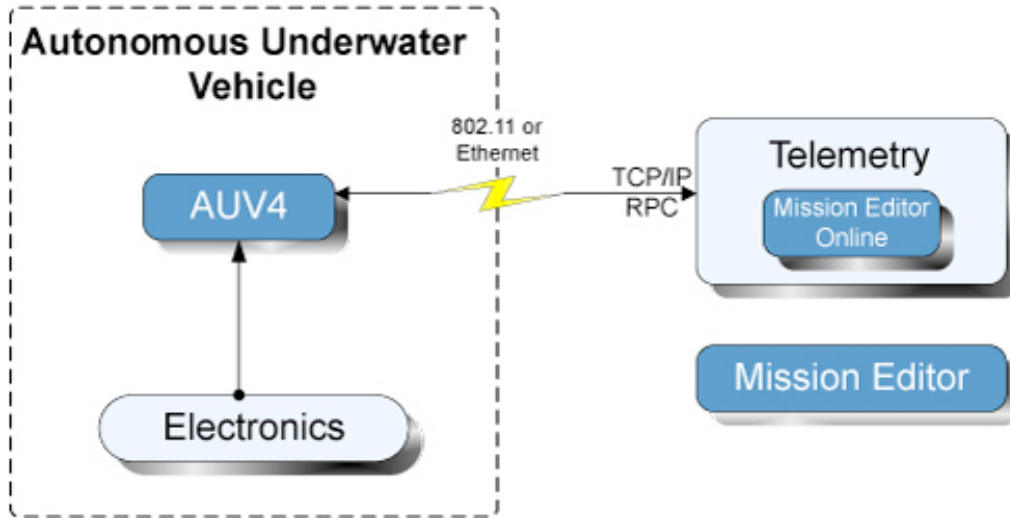 Autonomous Underwater
Vehicle
802.11 or
Ethernet
AUV4
TCP/IP
RPC
Telemetry
Mission Editor
Online
Mission Editor
Electronics